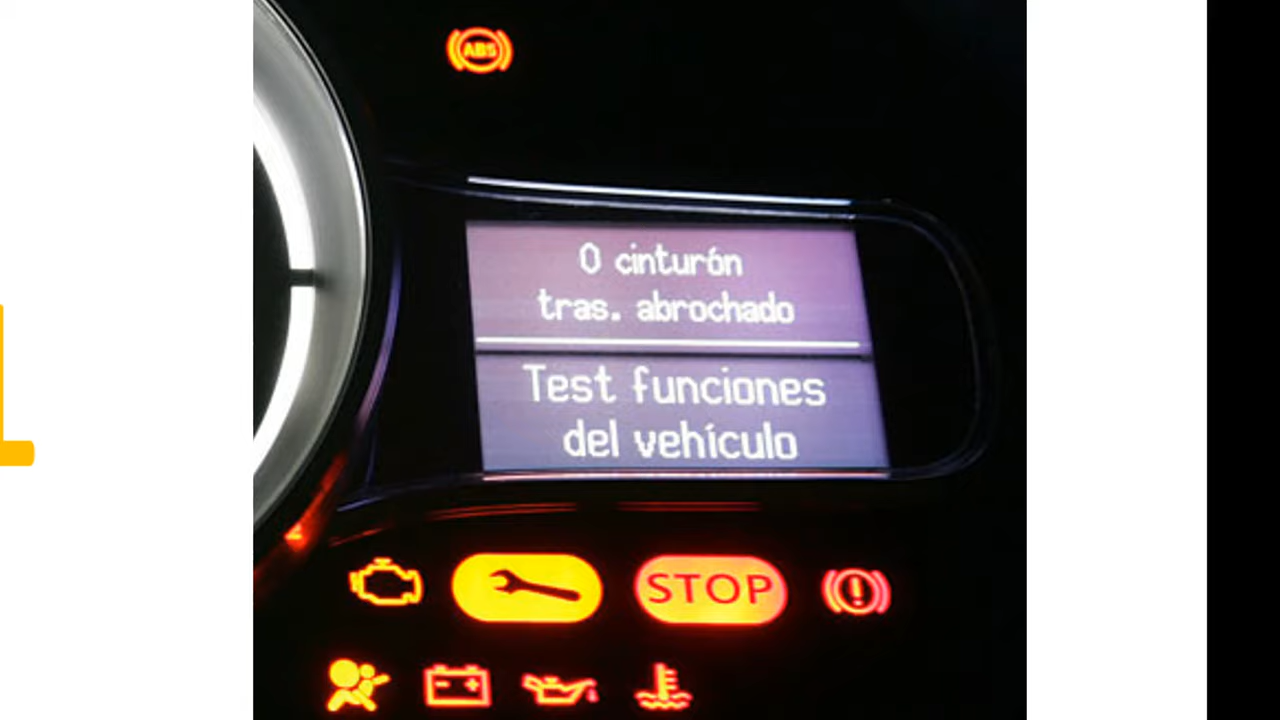 ABS
0 cinturón
tras. abrochado
Test funciones
del vehículo
STOP